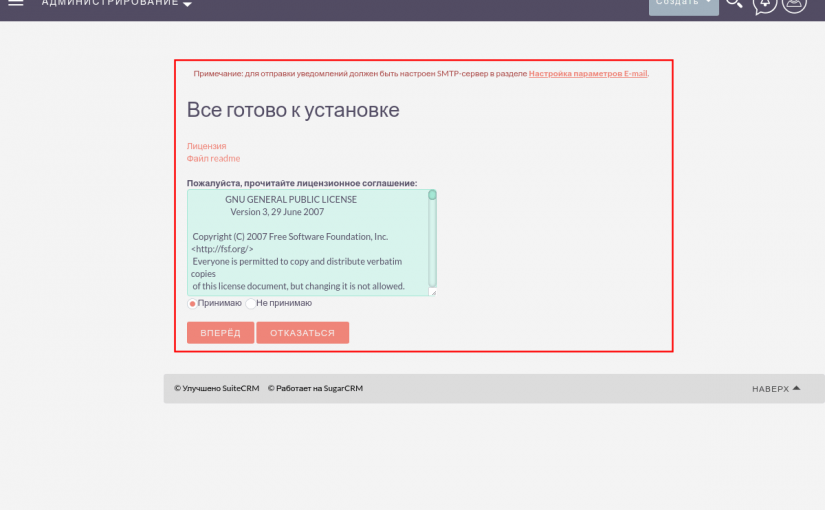 АДМИНИСТРИРОВАНИЕ
Создать
Примечание: для отправки уведомлений должен быть настроен SMTP-сервер в разделе Настройка параметров E-mail.
Все готово к установке
Лицензия
Файл readme
Пожалуйста, прочитайте лицензионное соглашение:
GNU GENERAL PUBLIC LICENSE
Version 3, 29 June 2007
Copyright (C) 2007 Free Software Foundation, Inc.
<http://fsf.org/>
Everyone is permitted to copy and distribute verbatim
copies
of this license document, but changing it is not allowed.
Принимаю Не принимаю
ВПЕРЁД ОТКАЗАТЬСЯ
© Улучшено SuiteCRM © Работает на SugarCRM НАВЕРХ